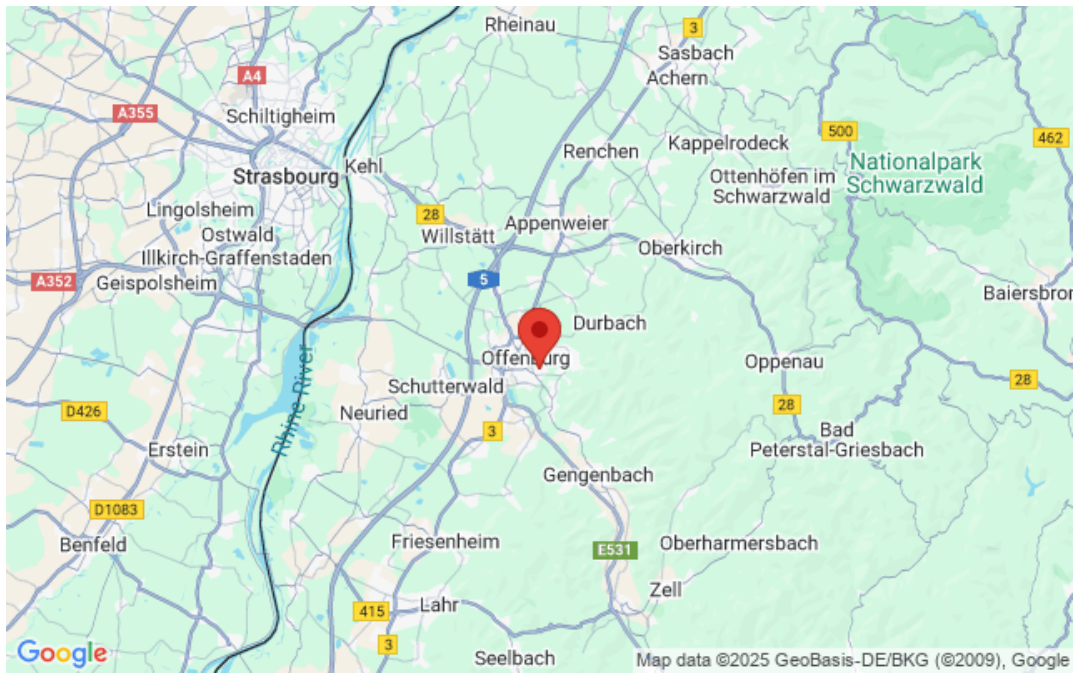 Rheinau
3
Sasbach
Achern
A4
A355
Schiltigheim
500
462
Kappelrodeck
Renchen
Nationalpark
Schwarzwald
Kehl
Strasbourg
Ottenhöfen im
Schwarzwald
Lingolsheim
28
Appenweier
Ostwald
Willstätt
Oberkirch
Illkirch-Graffenstaden
A352
Geispolsheim
5
Baiersbron
Durbach
Offenburg
Oppenau
Rhine River
Schutterwald
28
D426
Neuried
28
3
Bad
Peterstal-Griesbach
Erstein
Gengenbach
D1083
Benfeld
Friesenheim
E531
Oberharmersbach
Zell
415
Lahr
3
Google
Seelbach
Map data ©2025 GeoBasis-DE/BKG (©2009), Google